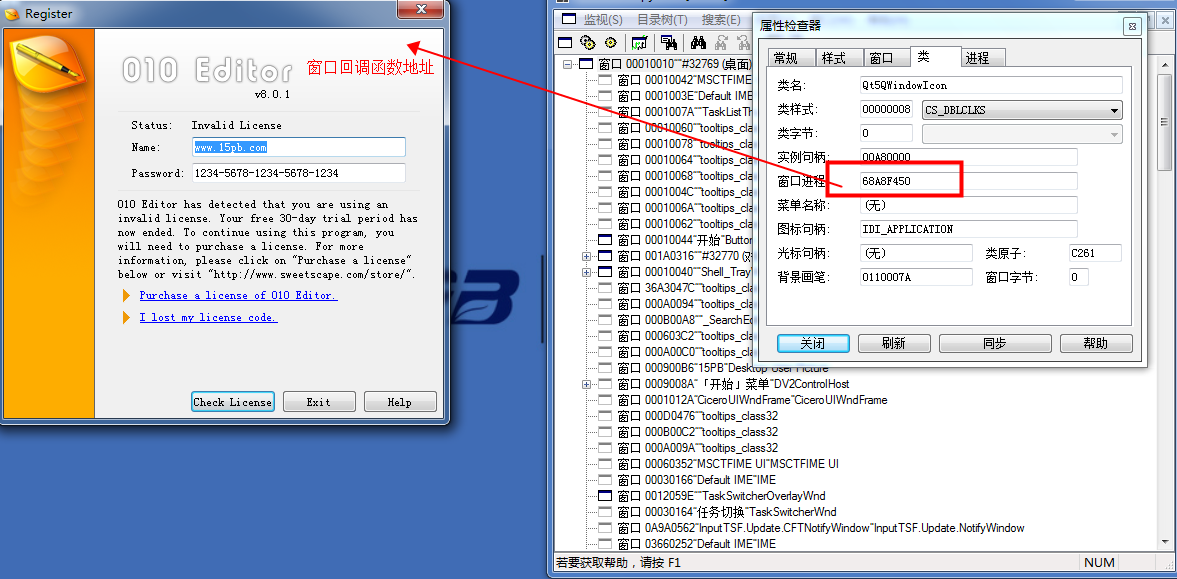 Register
010 Editor
窗口回调函数地址
v8.0.1
Status: Invalid License
Name: www.15pb.com
Password: 1234-5678-1234-5678-1234
010 Editor has detected that you are using an
invalid license. Your free 30-day trial period has
now ended. To continue using this program, you
will need to purchase a license. For more
information, please click on "Purchase a license"
below or visit "http://www.sweetscape.com/store/".
Purchase a license of 010 Editor.
I lost my license code.
Check License Exit Help
监视(S) 目录树(T) 搜索(E)
窗口 00010010""#32769 (桌面)
窗口 00010042"MSCTFIME
窗口 0001003E"Default IME
窗口 0001007A"TaskListTh
窗口 00010060""tooltips_cla
窗口 00010078""tooltips_cla
窗口 00010064""tooltips_cla
窗口 00010068""tooltips_cla
窗口 0001004C""tooltips_cla
窗口 0001006A""tooltips_cla
窗口 00010062""tooltips_cla
窗口 00010044"开始"Button
窗口 001A0316""#32770 (对
窗口 00010040""Shell_Tray
窗口 36A3047C""tooltips_cla
窗口 000A0094""tooltips_cla
窗口 000B00A8""_SearchEd
窗口 000603C2""tooltips_cla
窗口 000A00C0""tooltips_cla
窗口 000900B6"15PB"Desktop User Picture
窗口 0009008A"「开始」菜单"DV2ControlHost
窗口 0001012A"CiceroUIWndFrame"CiceroUIWndFrame
窗口 000D0476""tooltips_class32
窗口 000B00C2""tooltips_class32
窗口 000A009A""tooltips_class32
窗口 00060352"MSCTFIME UI"MSCTFIME UI
窗口 00030166"Default IME"IME
窗口 0012059E""TaskSwitcherOverlayWnd
窗口 00030164"任务切换"TaskSwitcherWnd
窗口 0A9A0562"InputTSF.Update.CFTNotifyWindow"InputTSF.Update.NotifyWindow
窗口 03660252"Default IME"IME
若要获取帮助，请按 F1
NUM
属性检查器
常规 样式 窗口 类 进程
类名: Qt5QWindowIcon
类样式: 00000008 CS_DBLCLKS
类字节: 0
实例句柄: 00A80000
窗口进程: 68A8F450
菜单名称: (无)
图标句柄: IDI_APPLICATION
光标句柄: (无) 类原子: C261
背景画笔: 0110007A 窗口字节: 0
关闭 刷新 同步 帮助